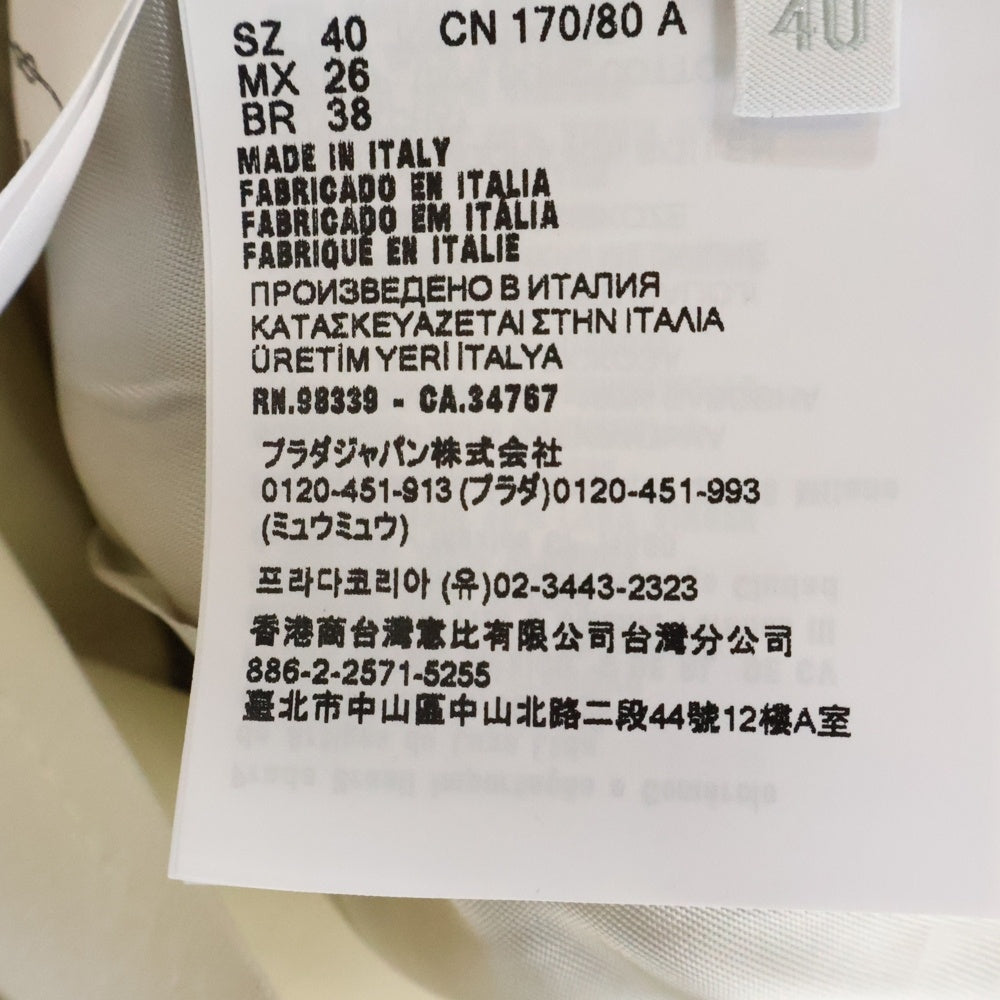 SZ 40 CN 170/80 A
MX 26
BR 38
40
MADE IN ITALY
FABRICADO EN ITALIA
FABRICADO EM ITÁLIA
FABRIQUÉ EN ITALIE
ПРОИЗВЕДЕНО В ИТАЛИЯ
ΚΑΤΑΣΚΕΥΑΖΕΤΑΙ ΣΤΗΝ ΙΤΑΛΙΑ
ÜRETİM YERİ İTALYA
RN.98339 - CA.34767
プラダジャパン株式会社
0120-451-913 (プラダ)0120-451-993
(ミュウミュウ)
프라다코리아 (유)02-3443-2323
香港商台灣意比有限公司台灣分公司
886-2-2571-5255
臺北市中山區中山北路二段44號12樓A室